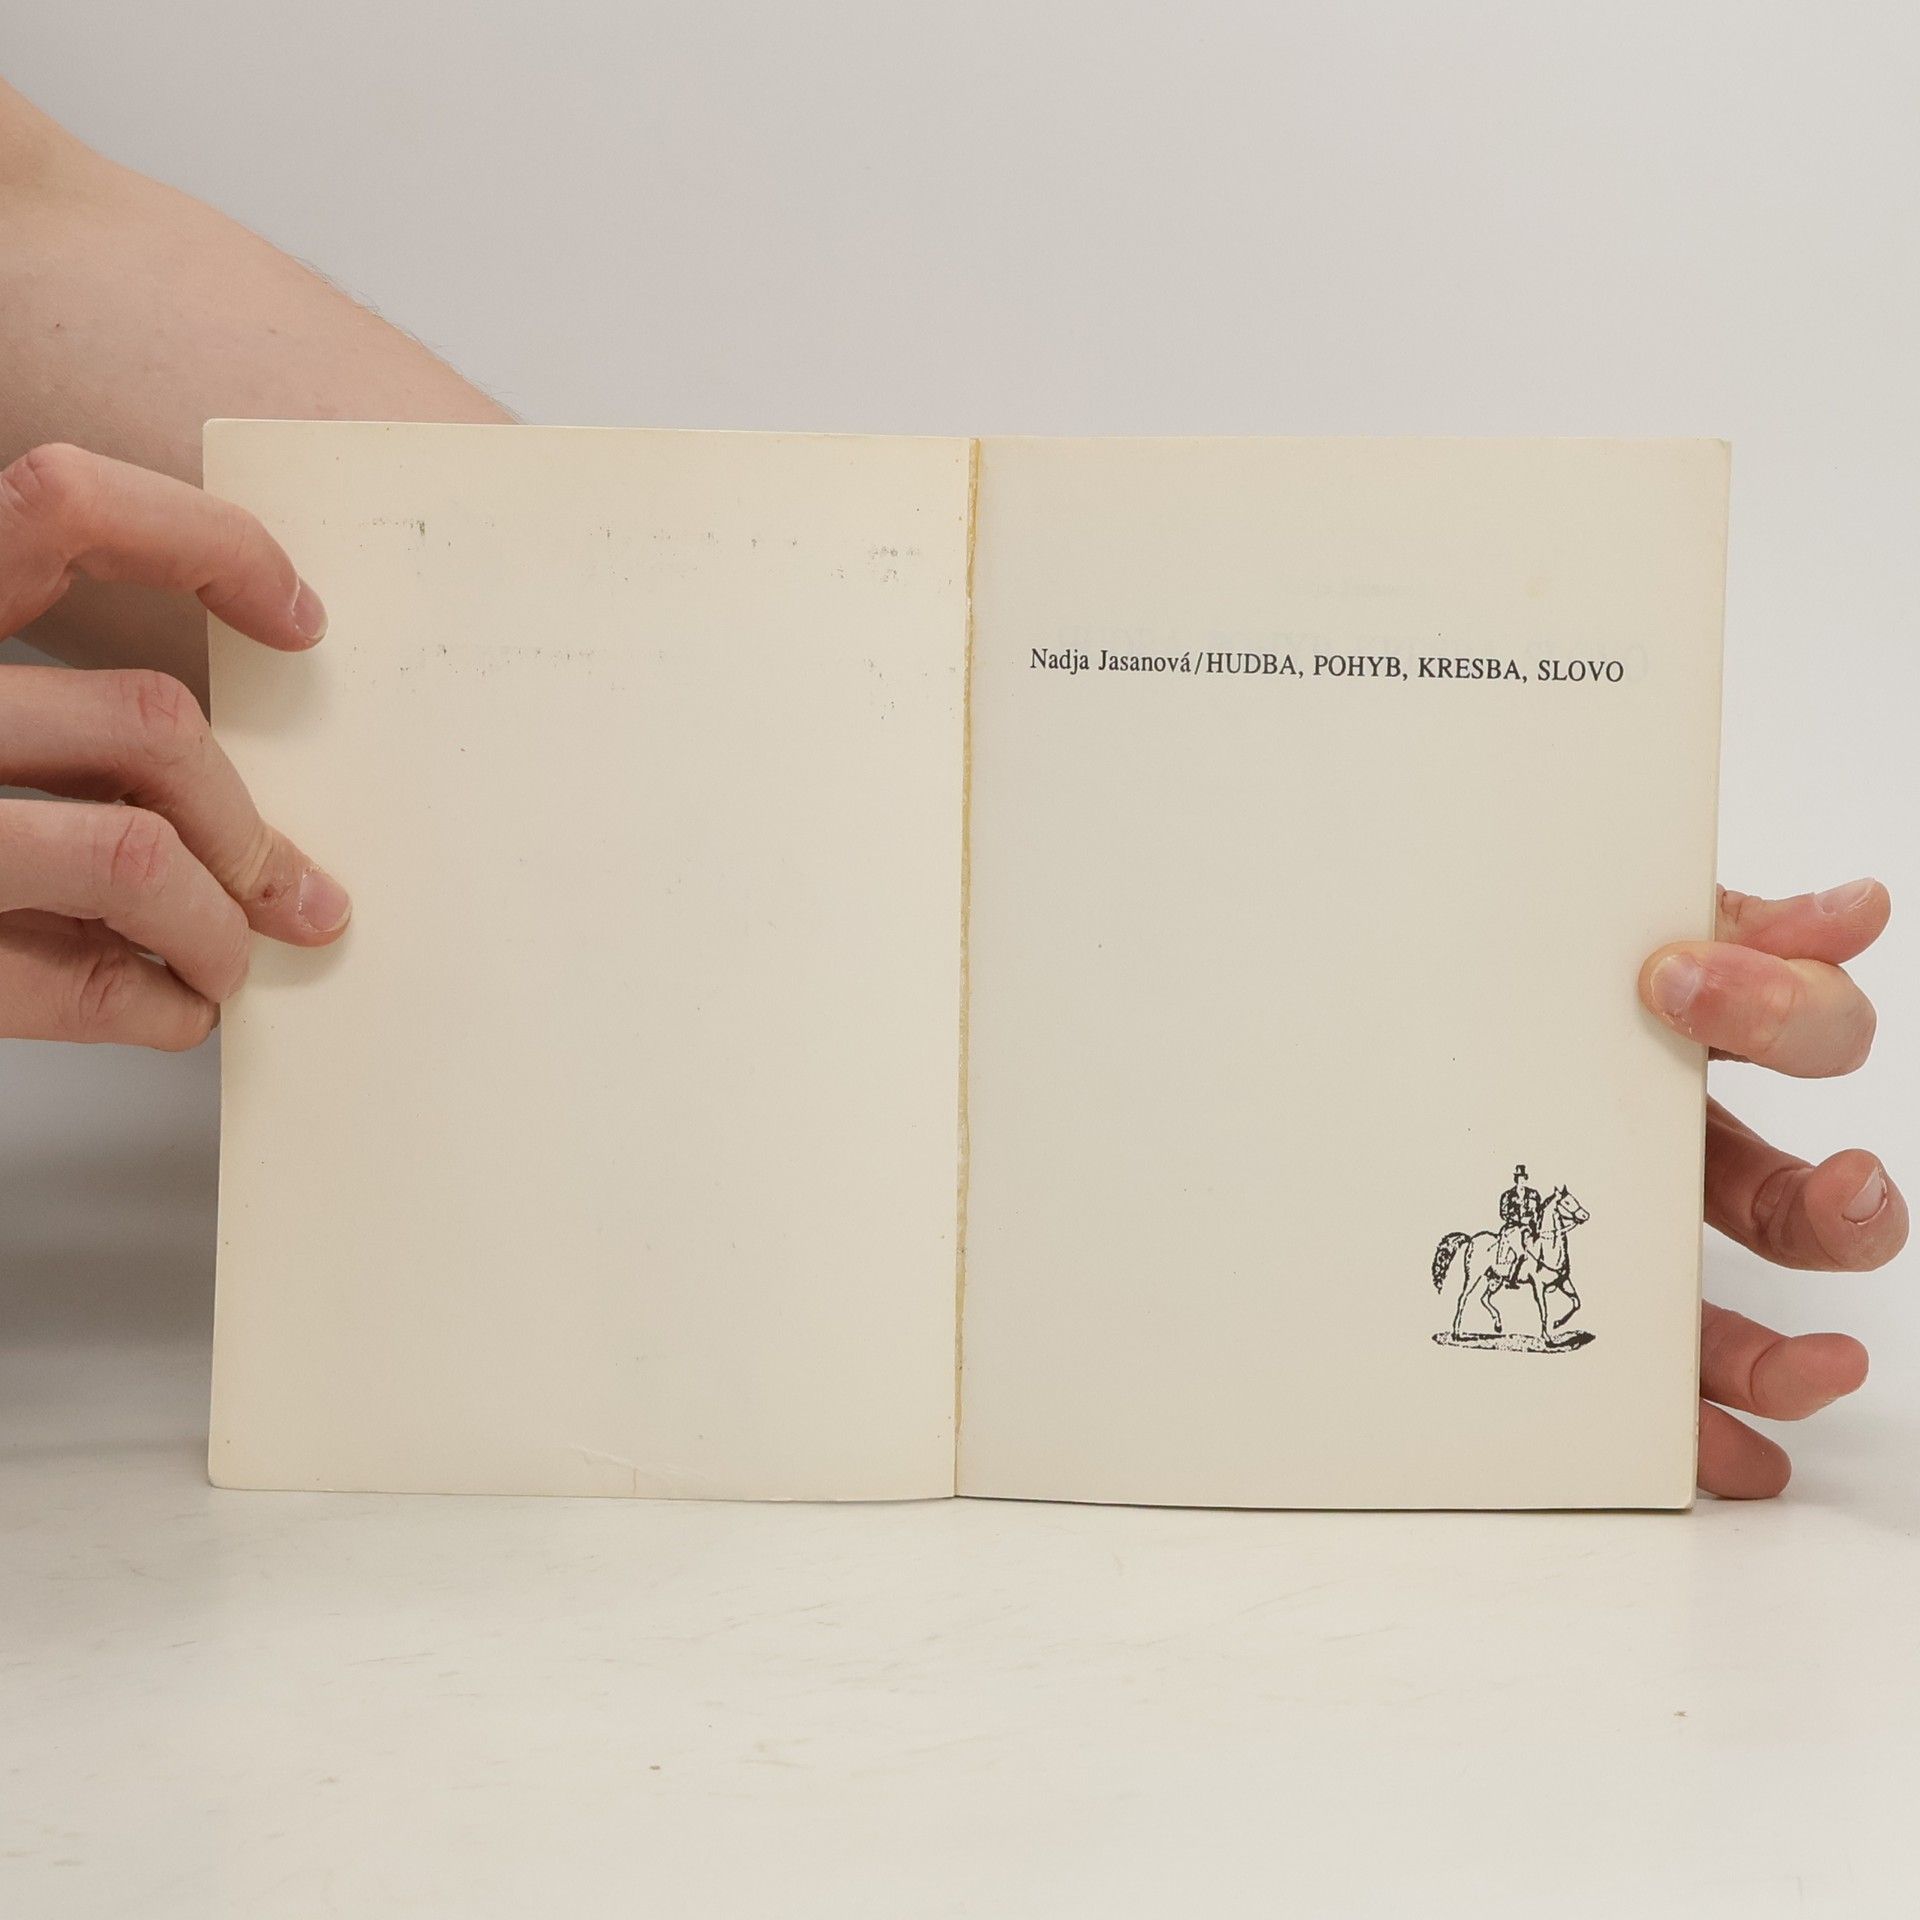 Nadja Jasanová/HUDBA, POHYB, KRESBA, SLOVO